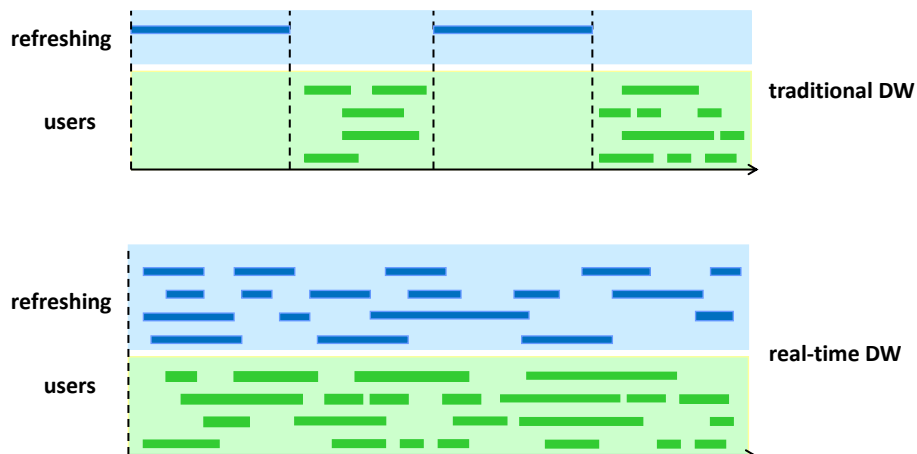 refreshing
traditional DW
users
refreshing
real-time DW
users